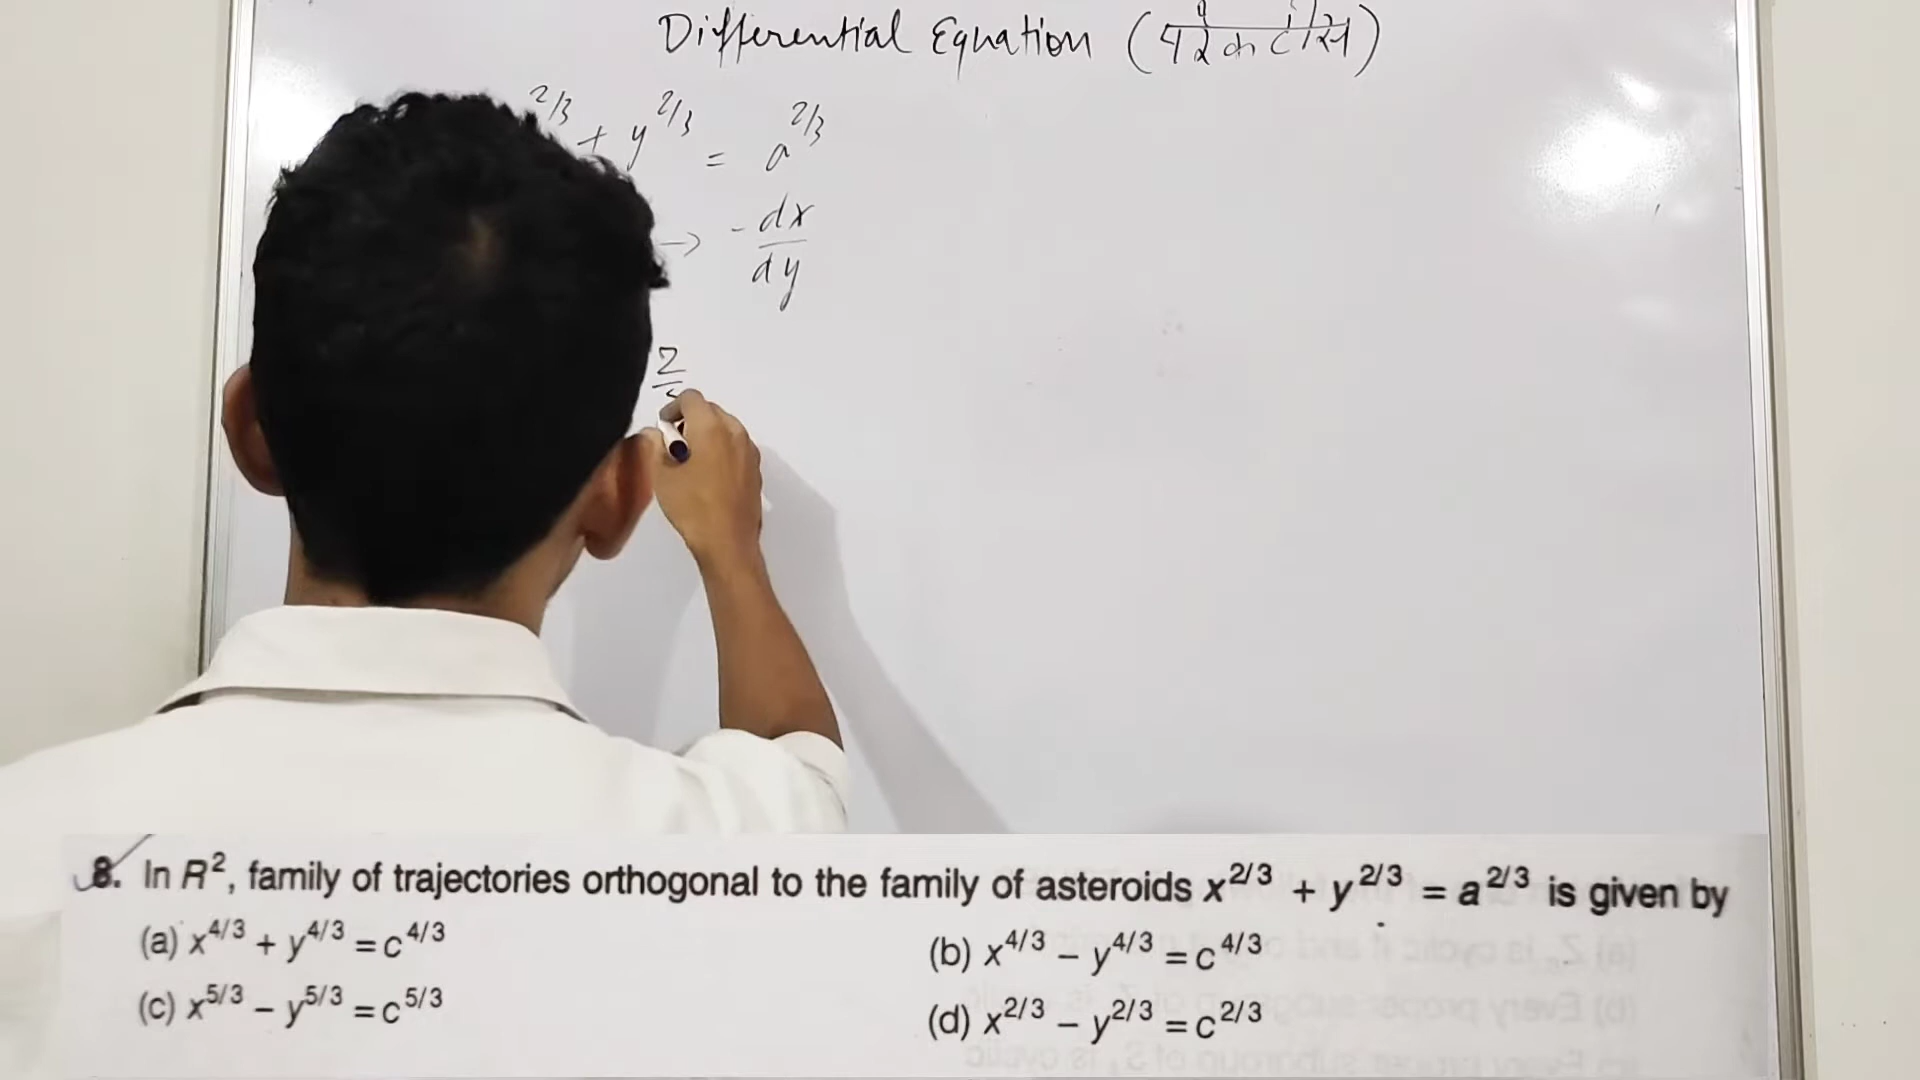 Differential Equation
2/3 + y^2/3 = a^2/3
→ - dx/dy
2
8. In R², family of trajectories orthogonal to the family of asteroids x^2/3 + y^2/3 = a^2/3 is given by
(a) x^4/3 + y^4/3 = c^4/3
(b) x^4/3 – y^4/3 = c^4/3
(c) x^5/3 – y^5/3 = c^5/3
(d) x^2/3 – y^2/3 = c^2/3